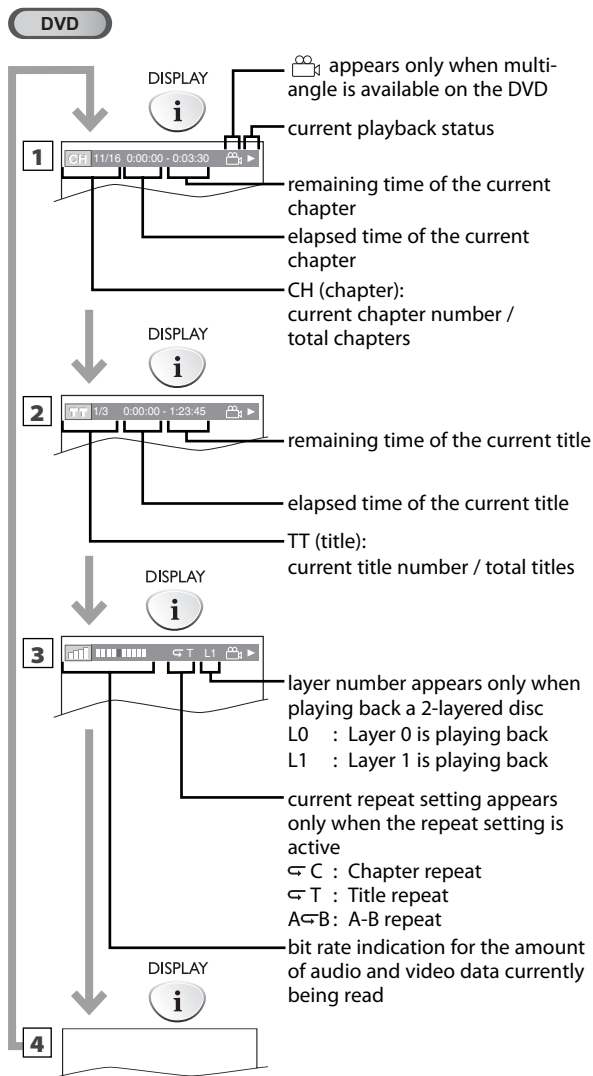 DVD
DISPLAY
i
appears only when multi-
angle is available on the DVD
current playback status
1
CH 11/16 0:00:00 - 0:03:30
remaining time of the current
chapter
elapsed time of the current
chapter
CH (chapter):
current chapter number /
total chapters
DISPLAY
i
2
TT 1/3 0:00:00 - 1:23:45
remaining time of the current title
elapsed time of the current title
TT (title):
current title number / total titles
DISPLAY
i
3
T L1
layer number appears only when
playing back a 2-layered disc
L0 : Layer 0 is playing back
L1 : Layer 1 is playing back
current repeat setting appears
only when the repeat setting is
active
C : Chapter repeat
T : Title repeat
A B : A-B repeat
bit rate indication for the amount
of audio and video data currently
being read
DISPLAY
i
4